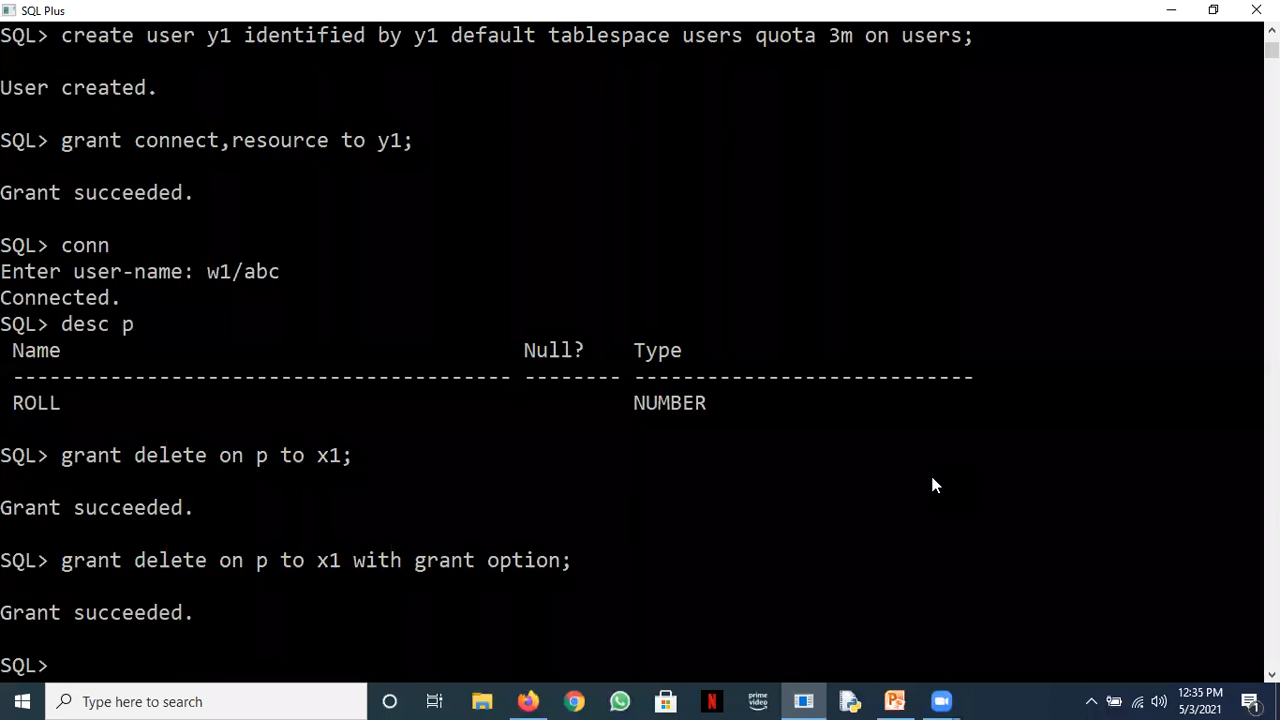 SQL Plus
SQL> create user y1 identified by y1 default tablespace users quota 3m on users;
User created.
SQL> grant connect,resource to y1;
Grant succeeded.
SQL> conn
Enter user-name: w1/abc
Connected.
SQL> desc p
Name Null? Type
----------------------------------------- -------- ----------------------------
ROLL NUMBER
SQL> grant delete on p to x1;
Grant succeeded.
SQL> grant delete on p to x1 with grant option;
Grant succeeded.
SQL>
Type here to search
N
prime video
P
12:35 PM
5/3/2021
1